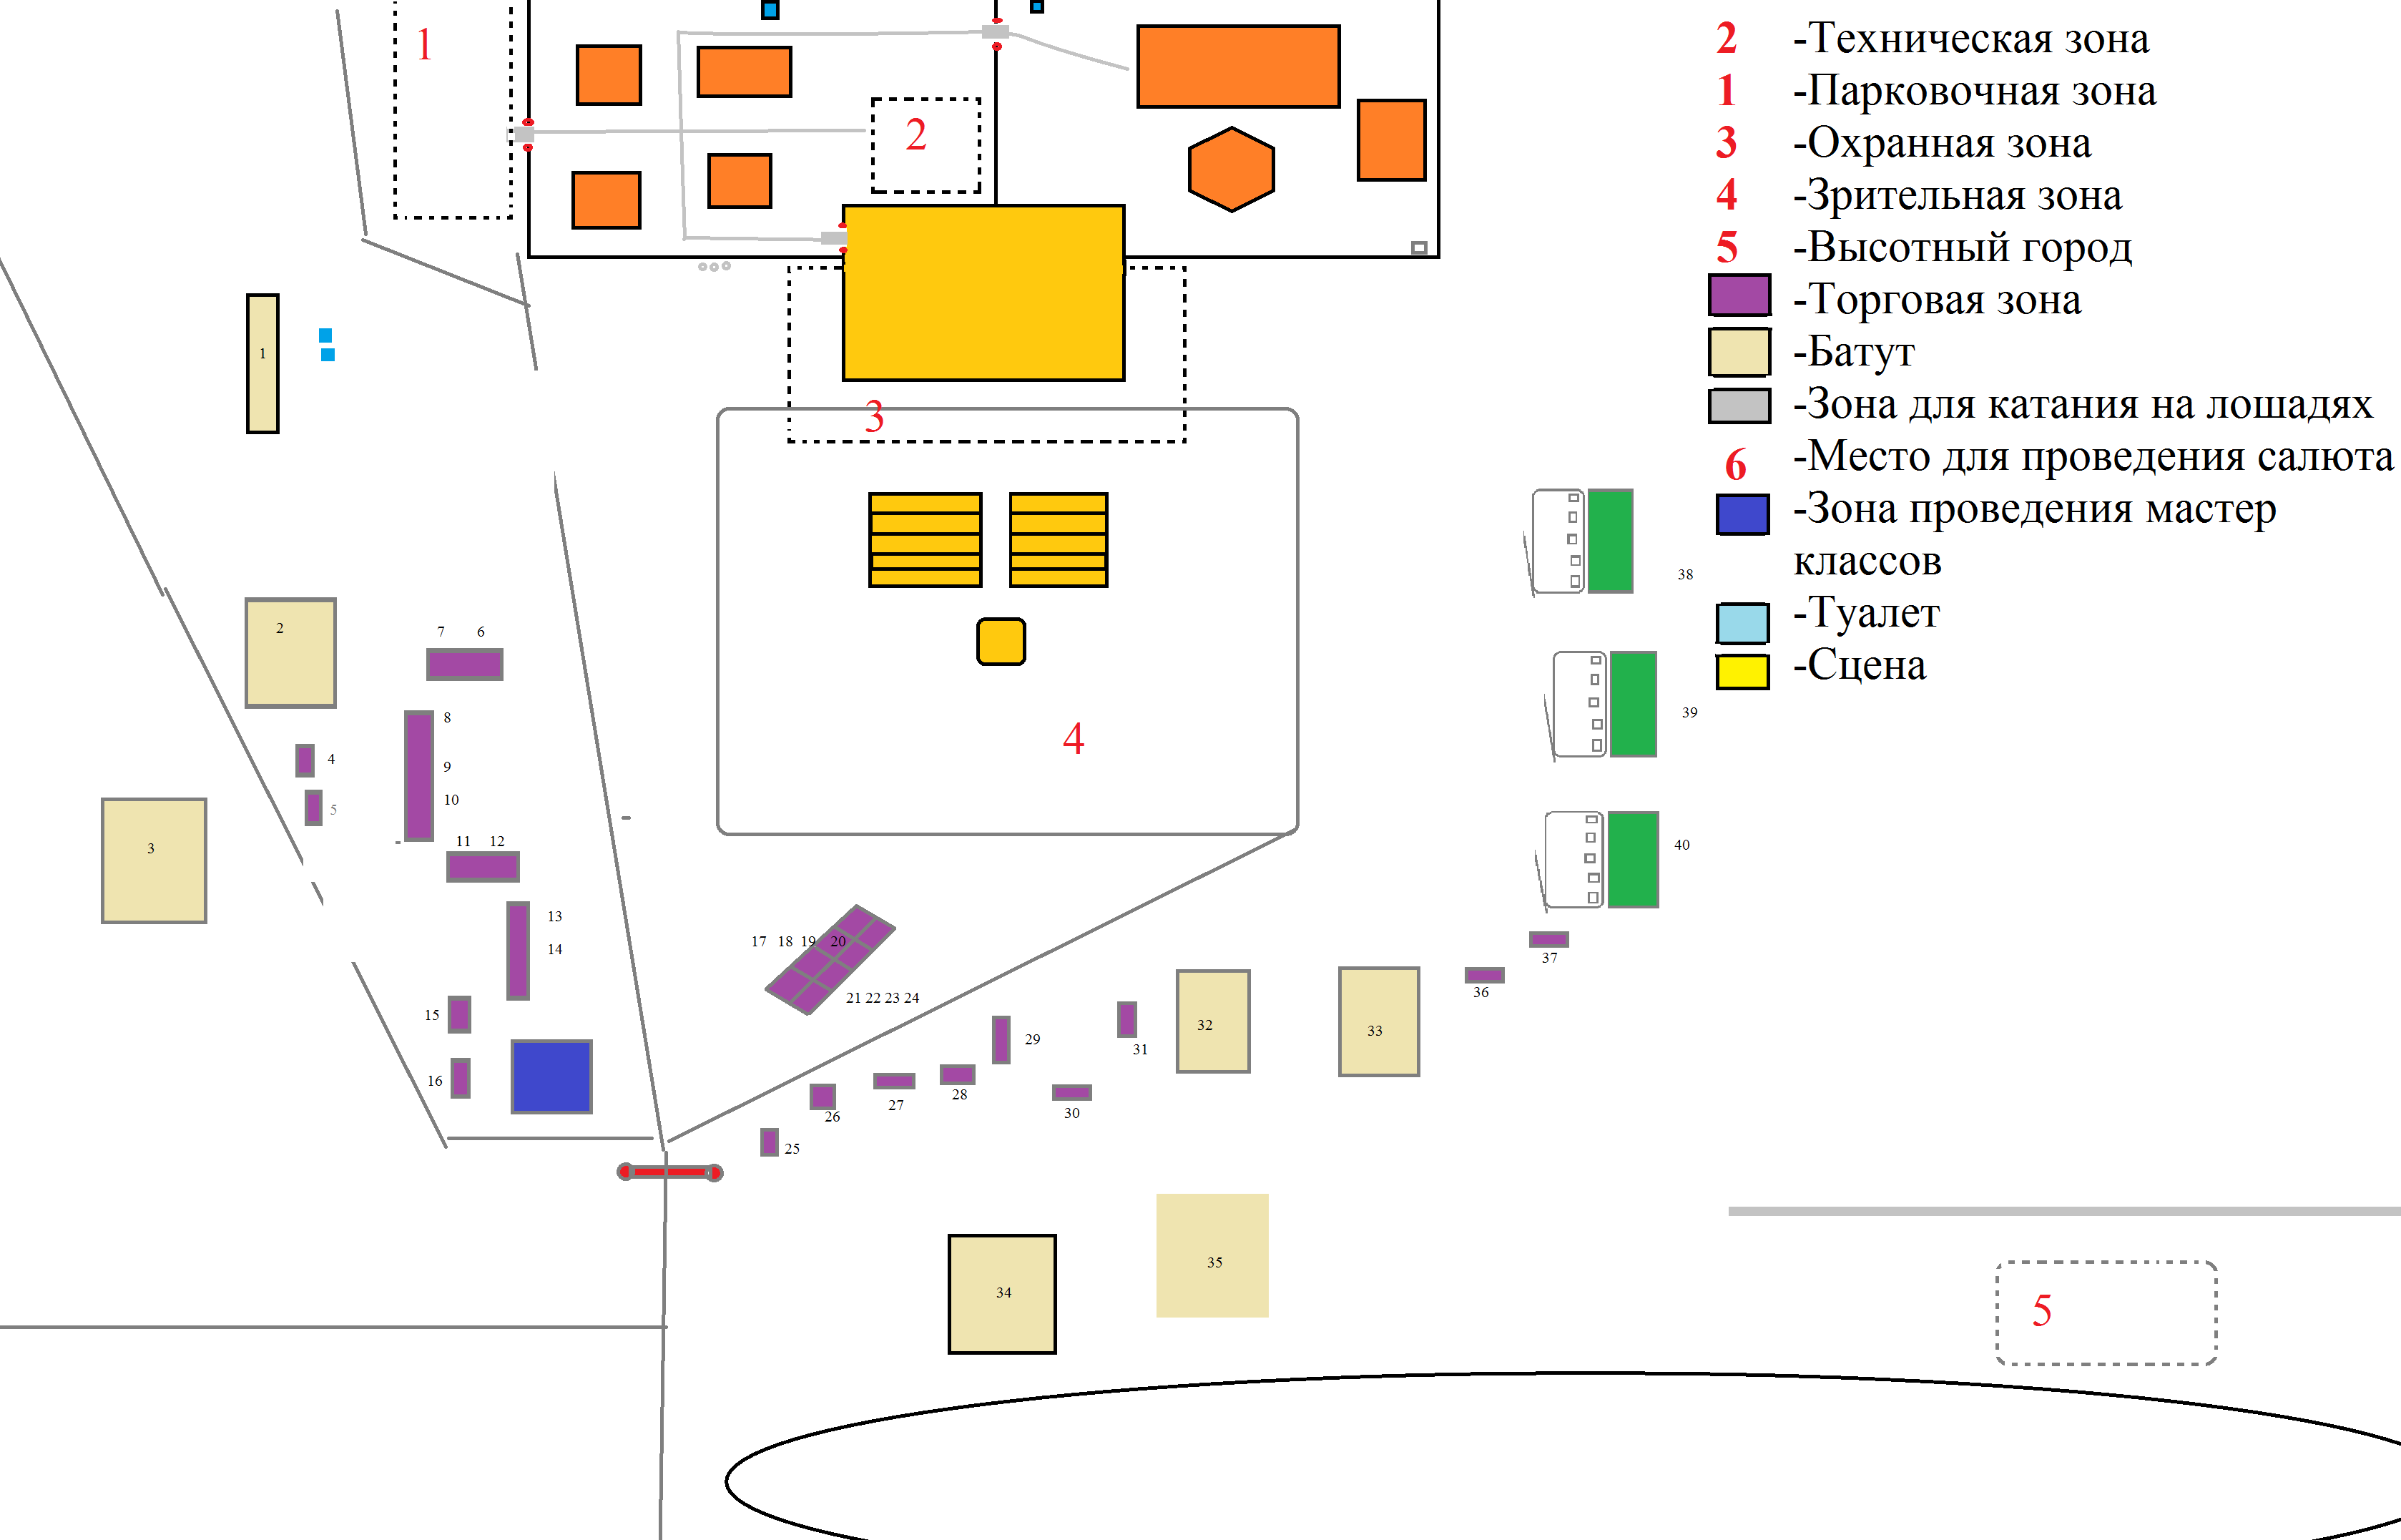 1
2 -Техническая зона
1 -Парковочная зона
2
3 -Охранная зона
4 -Зрительная зона
5 -Высотный город
-Торговая зона
1
-Батут
3
-Зона для катания на лошадях
6 -Место для проведения салюта
-Зона проведения мастер
классов
38
-Туалет
2
7 6
-Сцена
39
8
4
4
9
10
5
11 12
40
3
13
17 18 19 20
14
37
36
21 22 23 24
15
32
33
29
31
16
28
27
30
26
25
35
34
5